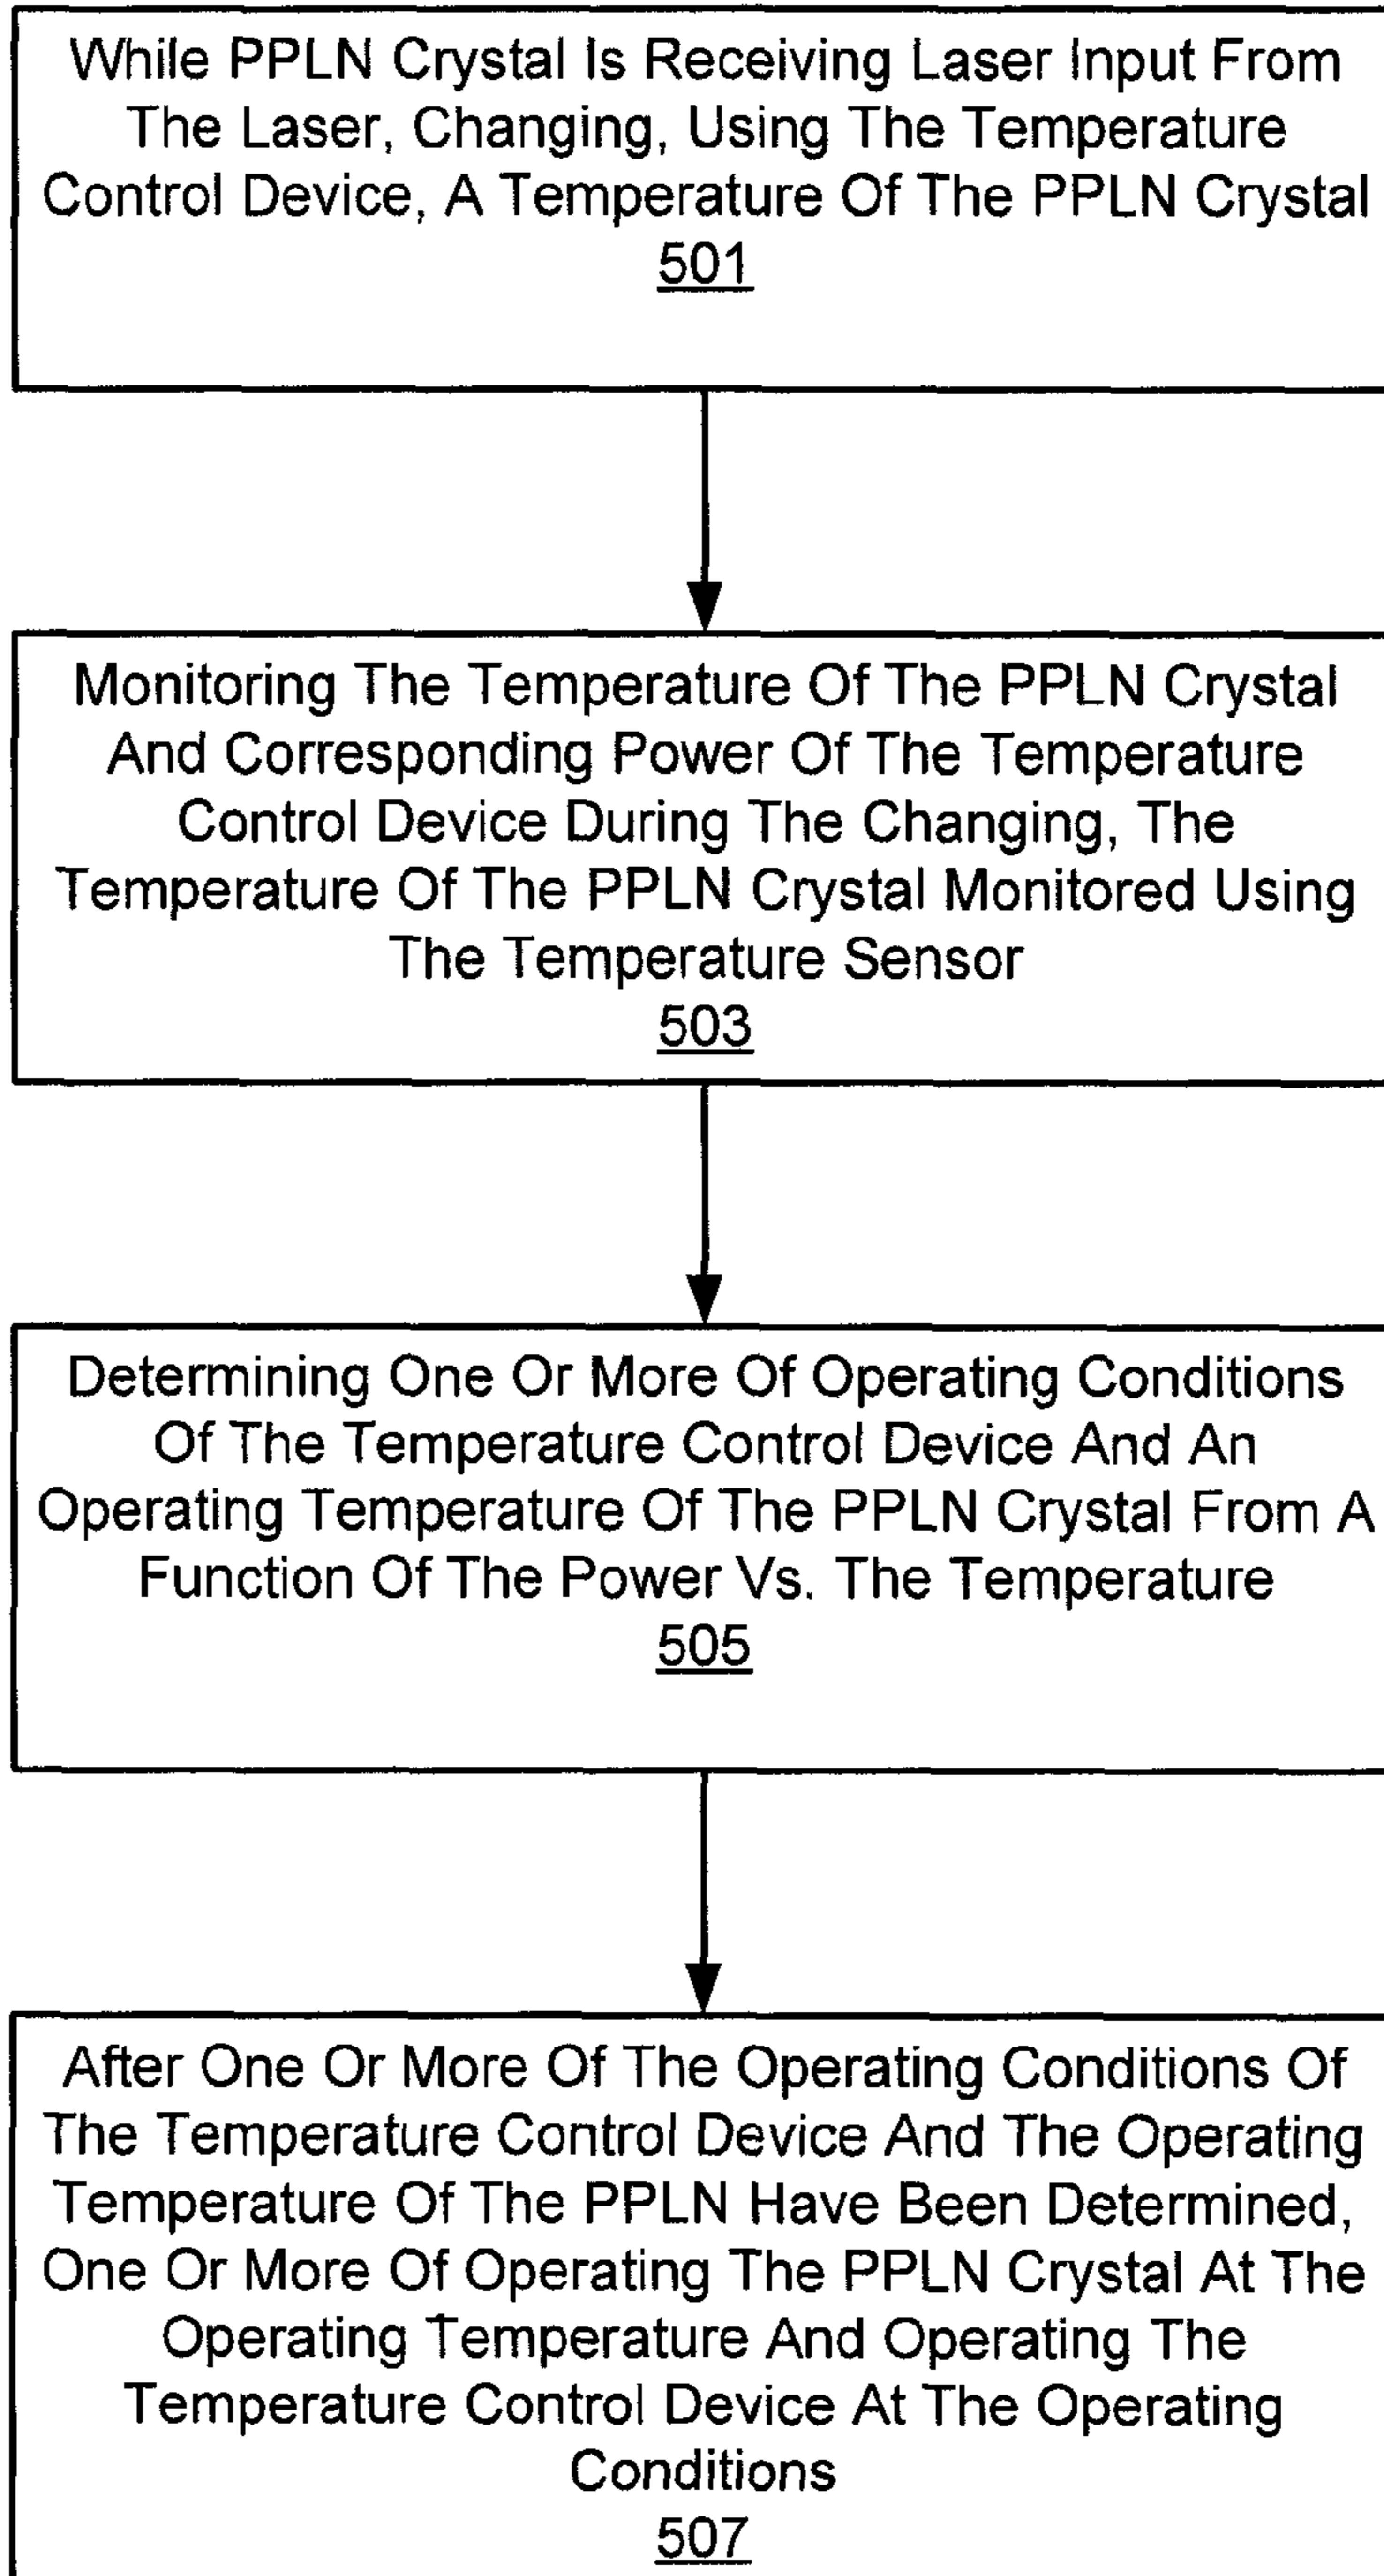 While PPLN Crystal Is Receiving Laser Input From
The Laser, Changing, Using The Temperature
Control Device, A Temperature Of The PPLN Crystal
501
Monitoring The Temperature Of The PPLN Crystal
And Corresponding Power Of The Temperature
Control Device During The Changing, The
Temperature Of The PPLN Crystal Monitored Using
The Temperature Sensor
503
Determining One Or More Of Operating Conditions
Of The Temperature Control Device And An
Operating Temperature Of The PPLN Crystal From A
Function Of The Power Vs. The Temperature
505
After One Or More Of The Operating Conditions Of
The Temperature Control Device And The Operating
Temperature Of The PPLN Have Been Determined,
One Or More Of Operating The PPLN Crystal At The
Operating Temperature And Operating The
Temperature Control Device At The Operating
Conditions
507